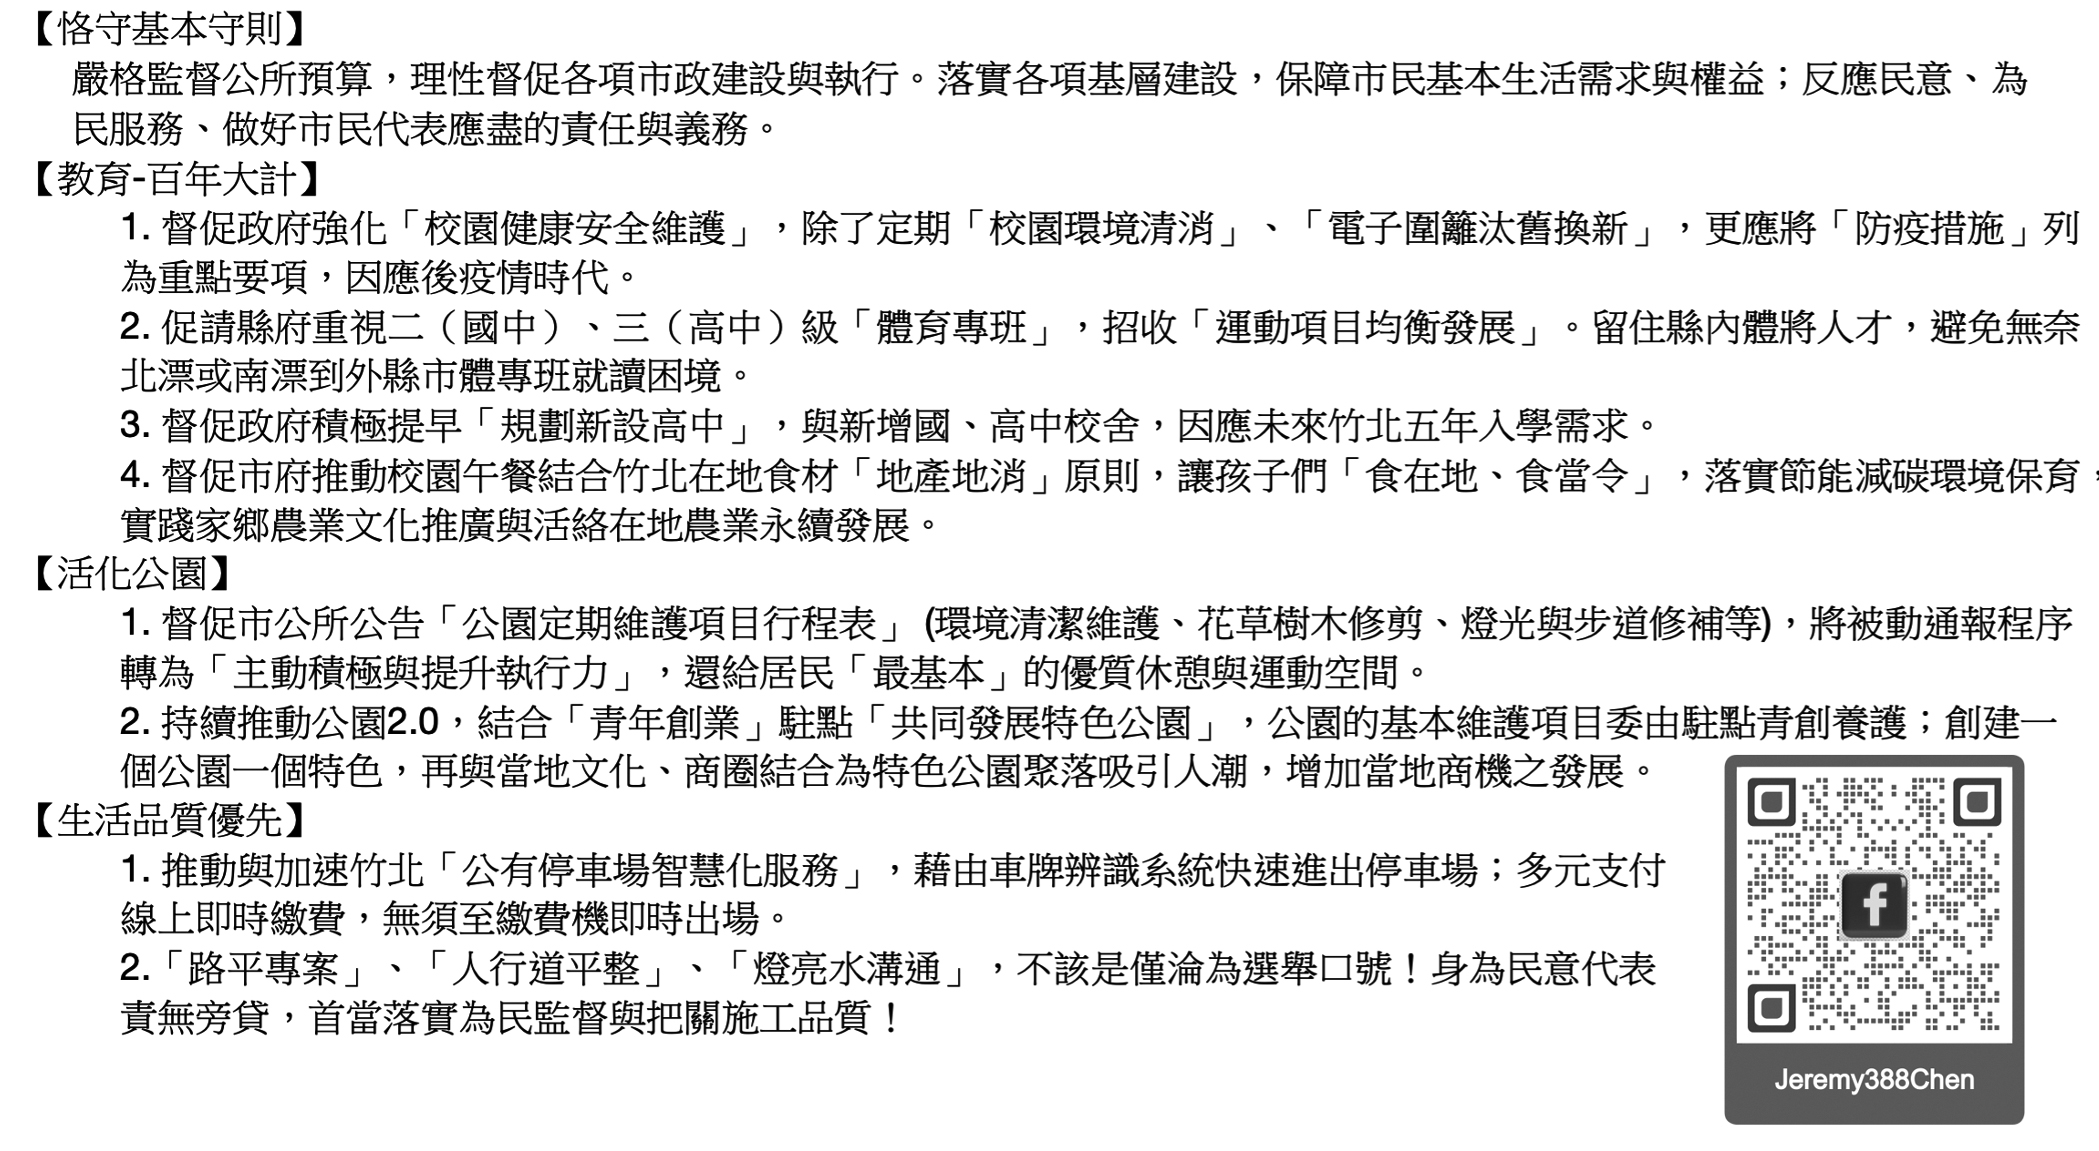 【恪守基本守則】
嚴格監督公所預算，理性督促各項市政建設與執行。落實各項基層建設，保障市民基本生活需求與權益；反應民意、為
民服務、做好市民代表應盡的責任與義務。
【教育-百年大計】
1. 督促政府強化「校園健康安全維護」，除了定期「校園環境清消」、「電子圍籬汰舊換新」，更應將「防疫措施」列
為重點要項，因應後疫情時代。
2. 促請縣府重視二（國中）、三（高中）級「體育專班」，招收「運動項目均衡發展」。留住縣內體將人才，避免無奈
北漂或南漂到外縣市體專班就讀困境。
3. 督促政府積極提早「規劃新設高中」，與新增國、高中校舍，因應未來竹北五年入學需求。
4. 督促市府推動校園午餐結合竹北在地食材「地產地消」原則，讓孩子們「食在地、食當令」，落實節能減碳環境保育，
實踐家鄉農業文化推廣與活絡在地農業永續發展。
【活化公園】
1. 督促市公所公告「公園定期維護項目行程表」 (環境清潔維護、花草樹木修剪、燈光與步道修補等)，將被動通報程序
轉為「主動積極與提升執行力」，還給居民「最基本」的優質休憩與運動空間。
2. 持續推動公園2.0，結合「青年創業」駐點「共同發展特色公園」，公園的基本維護項目委由駐點青創養護；創建一
個公園一個特色，再與當地文化、商圈結合為特色公園聚落吸引人潮，增加當地商機之發展。
【生活品質優先】
1. 推動與加速竹北「公有停車場智慧化服務」，藉由車牌辨識系統快速進出停車場；多元支付
線上即時繳費，無須至繳費機即時出場。
2.「路平專案」、「人行道平整」、「燈亮水溝通」，不該是僅淪為選舉口號！身為民意代表
責無旁貸，首當落實為民監督與把關施工品質！
Jeremy388Chen